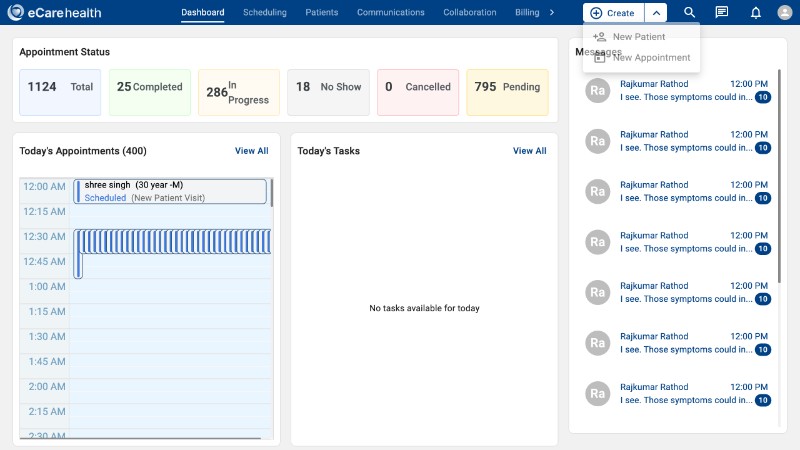 eCarehealth
Dashboard
Scheduling
Patients
Communications
Collaboration
Billing
Create
New Patient
New Appointment
Appointment Status
1124 Total
25 Completed
286 In Progress
18 No Show
0 Cancelled
795 Pending
Today's Appointments (400)
View All
12:00 AM
shree singh (30 year -M)
Scheduled (New Patient Visit)
12:15 AM
12:30 AM
12:45 AM
1:00 AM
1:15 AM
1:30 AM
1:45 AM
2:00 AM
2:15 AM
2:30 AM
Today's Tasks
View All
No tasks available for today
Messages
Ra
Rajkumar Rathod 12:00 PM
I see. Those symptoms could in... 10
Ra
Rajkumar Rathod 12:00 PM
I see. Those symptoms could in... 10
Ra
Rajkumar Rathod 12:00 PM
I see. Those symptoms could in... 10
Ra
Rajkumar Rathod 12:00 PM
I see. Those symptoms could in... 10
Ra
Rajkumar Rathod 12:00 PM
I see. Those symptoms could in... 10
Ra
Rajkumar Rathod 12:00 PM
I see. Those symptoms could in... 10
Ra
Rajkumar Rathod 12:00 PM
I see. Those symptoms could in... 10